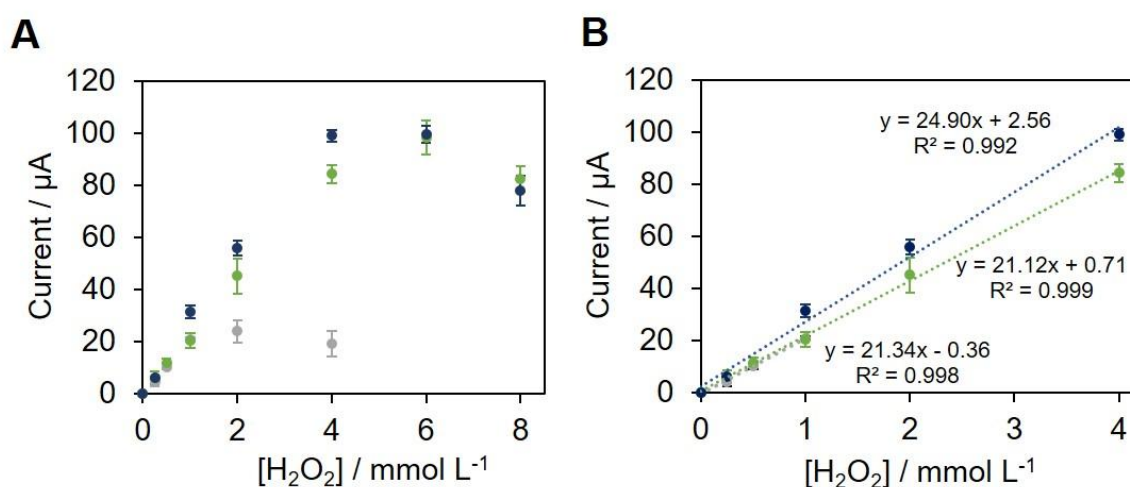 A
120
100
80
60
40
20
0
Current / µA
0 2 4 6 8
[H₂O₂] / mmol L⁻¹
B
120
100
80
60
40
20
0
Current / µA
y = 24.90x + 2.56
R² = 0.992
y = 21.12x + 0.71
R² = 0.999
y = 21.34x - 0.36
R² = 0.998
0 1 2 3 4
[H₂O₂] / mmol L⁻¹